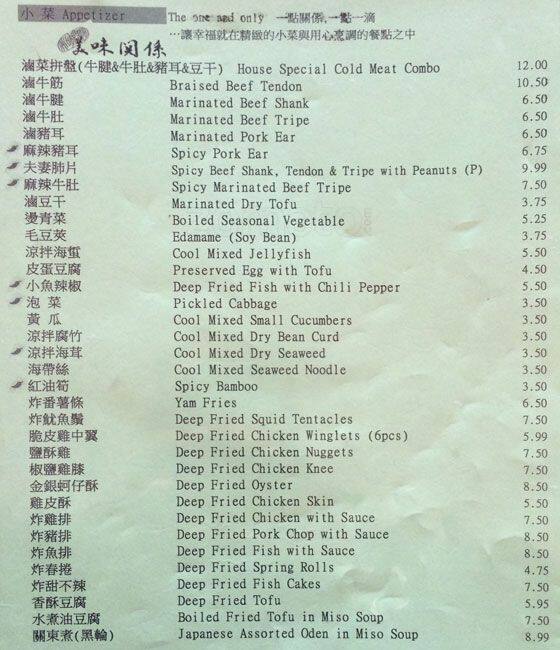 小 菜 Appetizer The one and only 一點關係,一點一滴
…讓幸福就在精緻的小菜與用心烹調的餐點之中
美味関係
滷菜拼盤(牛腱&牛肚&豬耳&豆干) House Special Cold Meat Combo 12.00
滷牛筋 Braised Beef Tendon 10.50
滷牛腱 Marinated Beef Shank 6.50
滷牛肚 Marinated Beef Tripe 6.50
滷豬耳 Marinated Pork Ear 6.50
麻辣豬耳 Spicy Pork Ear 6.75
夫妻肺片 Spicy Beef Shank, Tendon & Tripe with Peanuts (P) 9.99
麻辣牛肚 Spicy Marinated Beef Tripe 7.50
滷豆干 Marinated Dry Tofu 3.75
燙青菜 Boiled Seasonal Vegetable 5.25
毛豆莢 Edamame (Soy Bean) 3.75
涼拌海蜇 Cool Mixed Jellyfish 5.50
皮蛋豆腐 Preserved Egg with Tofu 4.50
小魚辣椒 Deep Fried Fish with Chili Pepper 5.50
泡 菜 Pickled Cabbage 3.50
黃 瓜 Cool Mixed Small Cucumbers 3.50
涼拌腐竹 Cool Mixed Dry Bean Curd 3.50
涼拌海茸 Cool Mixed Dry Seaweed 3.50
海帶絲 Cool Mixed Seaweed Noodle 3.50
紅油筍 Spicy Bamboo 3.50
炸番薯條 Yam Fries 6.50
炸魷魚鬚 Deep Fried Squid Tentacles 7.50
脆皮雞中翼 Deep Fried Chicken Winglets (6pcs) 5.99
鹽酥雞 Deep Fried Chicken Nuggets 7.50
椒鹽雞膝 Deep Fried Chicken Knee 7.50
金銀蚵仔酥 Deep Fried Oyster 8.50
雞皮酥 Deep Fried Chicken Skin 5.50
炸雞排 Deep Fried Chicken with Sauce 7.50
炸豬排 Deep Fried Pork Chop with Sauce 8.50
炸魚排 Deep Fried Fish with Sauce 8.50
炸春捲 Deep Fried Spring Rolls 4.75
炸甜不辣 Deep Fried Fish Cakes 7.50
香酥豆腐 Deep Fried Tofu 5.95
水煮油豆腐 Boiled Fried Tofu in Miso Soup 7.50
關東煮(黑輪) Japanese Assorted Oden in Miso Soup 8.99